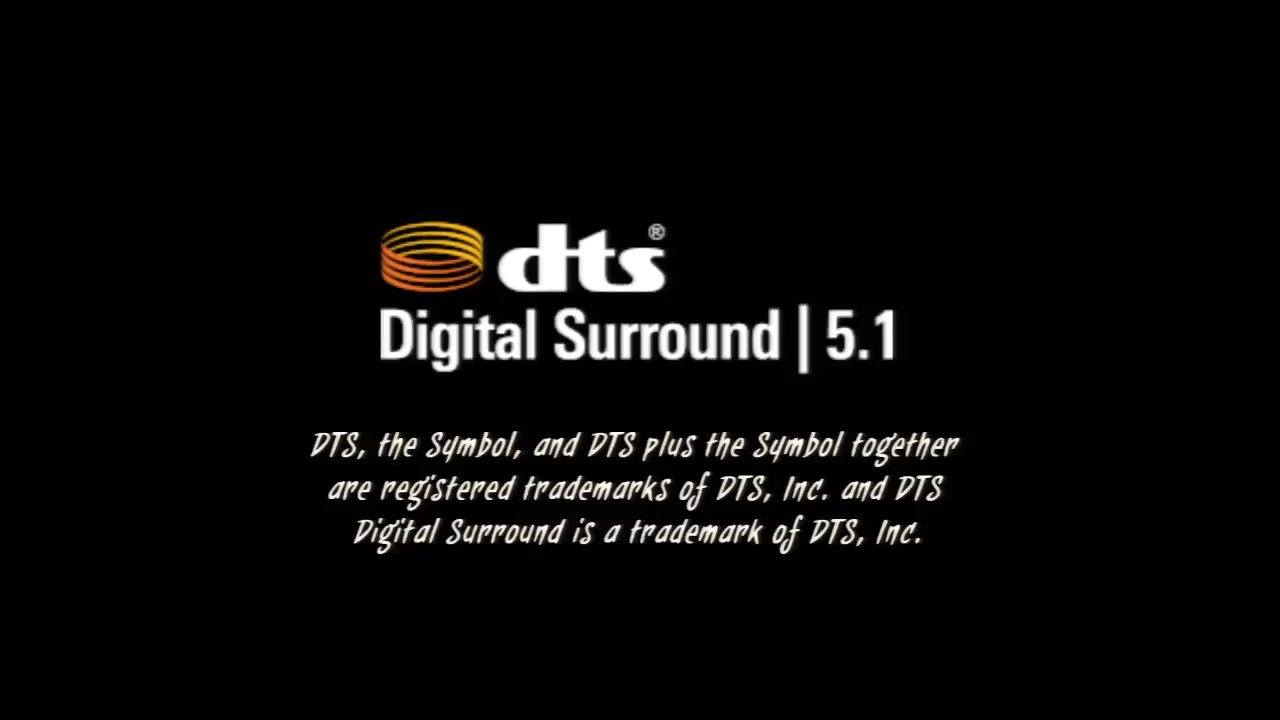 dts®
Digital Surround | 5.1
DTS, the Symbol, and DTS plus the Symbol together
are registered trademarks of DTS, Inc. and DTS
Digital Surround is a trademark of DTS, Inc.